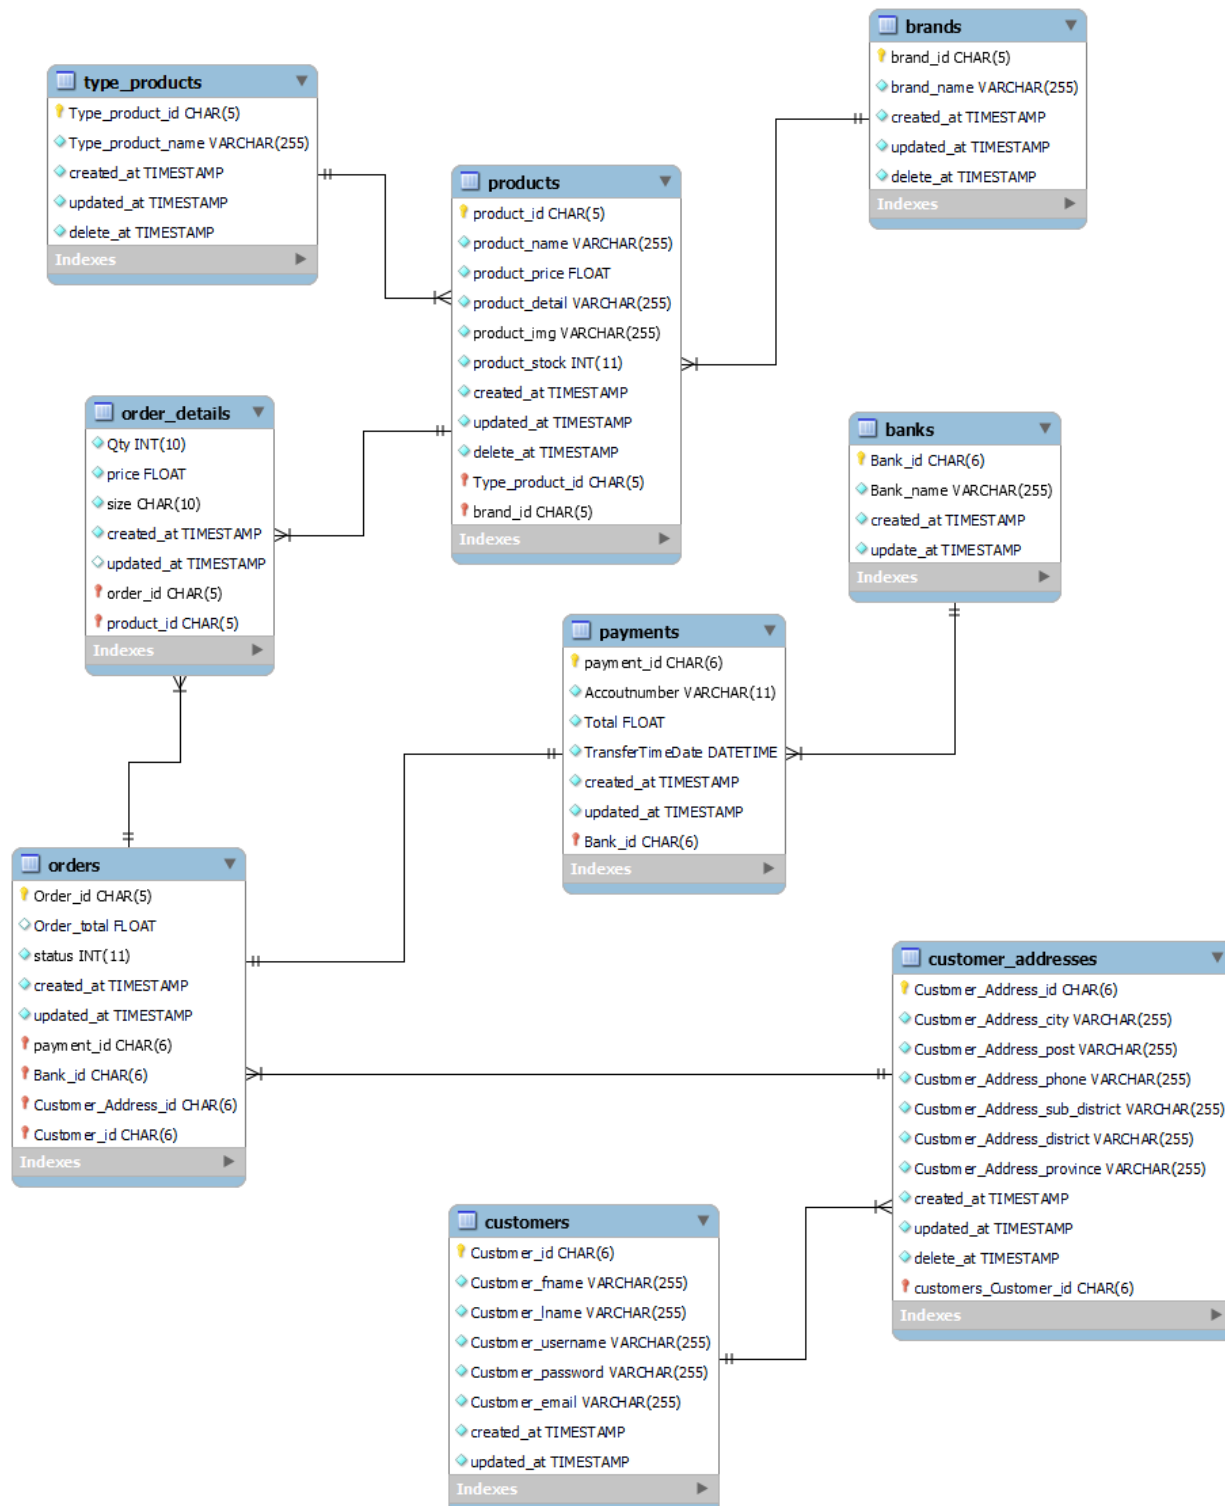 brands
brand_id CHAR(5)
brand_name VARCHAR(255)
created_at TIMESTAMP
updated_at TIMESTAMP
delete_at TIMESTAMP
Indexes
type_products
Type_product_id CHAR(5)
Type_product_name VARCHAR(255)
created_at TIMESTAMP
updated_at TIMESTAMP
delete_at TIMESTAMP
Indexes
products
product_id CHAR(5)
product_name VARCHAR(255)
product_price FLOAT
product_detail VARCHAR(255)
product_img VARCHAR(255)
product_stock INT(11)
created_at TIMESTAMP
updated_at TIMESTAMP
delete_at TIMESTAMP
Type_product_id CHAR(5)
brand_id CHAR(5)
Indexes
order_details
Qty INT(10)
price FLOAT
size CHAR(10)
created_at TIMESTAMP
updated_at TIMESTAMP
order_id CHAR(5)
product_id CHAR(5)
Indexes
banks
Bank_id CHAR(6)
Bank_name VARCHAR(255)
created_at TIMESTAMP
update_at TIMESTAMP
Indexes
payments
payment_id CHAR(6)
Accoutnumber VARCHAR(11)
Total FLOAT
TransferTimeDate DATETIME
created_at TIMESTAMP
updated_at TIMESTAMP
Bank_id CHAR(6)
Indexes
orders
Order_id CHAR(5)
Order_total FLOAT
status INT(11)
created_at TIMESTAMP
updated_at TIMESTAMP
payment_id CHAR(6)
Bank_id CHAR(6)
Customer_Address_id CHAR(6)
Customer_id CHAR(6)
Indexes
customer_addresses
Customer_Address_id CHAR(6)
Customer_Address_city VARCHAR(255)
Customer_Address_post VARCHAR(255)
Customer_Address_phone VARCHAR(255)
Customer_Address_sub_district VARCHAR(255)
Customer_Address_district VARCHAR(255)
Customer_Address_province VARCHAR(255)
created_at TIMESTAMP
updated_at TIMESTAMP
delete_at TIMESTAMP
customers_Customer_id CHAR(6)
Indexes
customers
Customer_id CHAR(6)
Customer_fname VARCHAR(255)
Customer_lname VARCHAR(255)
Customer_username VARCHAR(255)
Customer_password VARCHAR(255)
Customer_email VARCHAR(255)
created_at TIMESTAMP
updated_at TIMESTAMP
Indexes